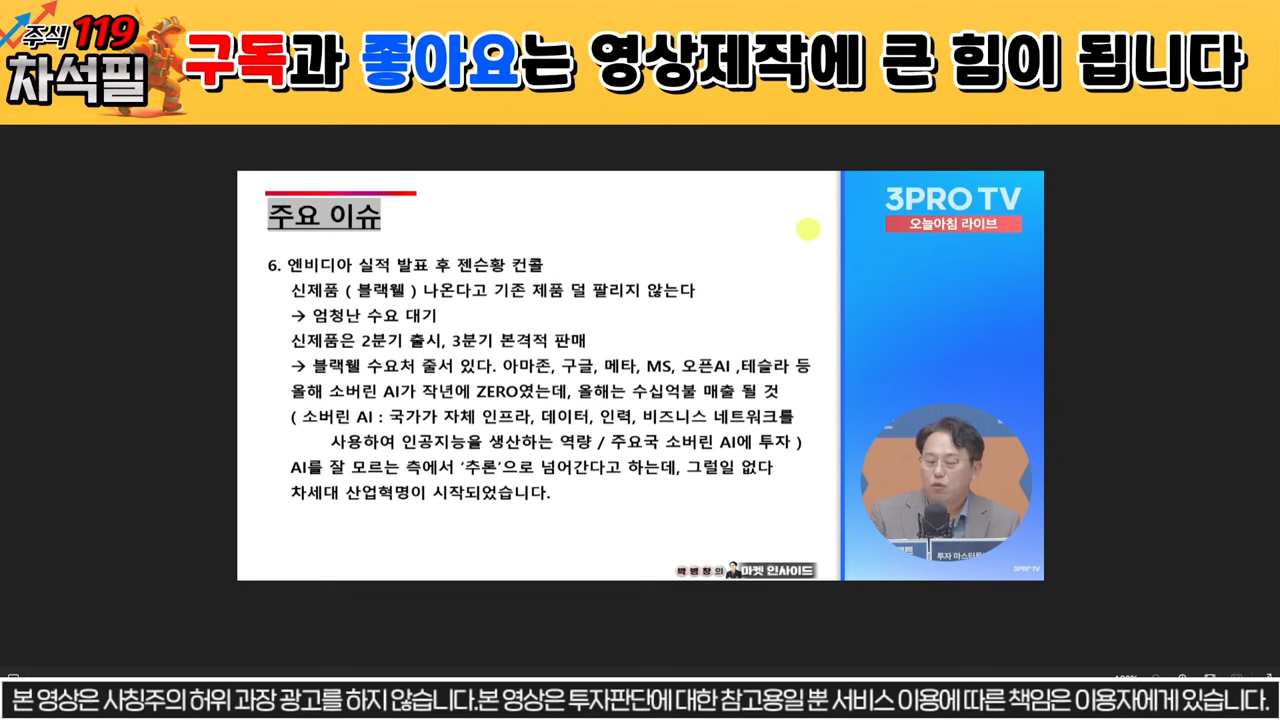 주식 119
차석필
구독과 좋아요는 영상제작에 큰 힘이 됩니다
3PRO TV
오늘아침 라이브
주요 이슈
6. 엔비디아 실적 발표 후 젠슨황 컨콜
신제품 ( 블랙웰 ) 나온다고 기존 제품 덜 팔리지 않는다
→ 엄청난 수요 대기
신제품은 2분기 출시, 3분기 본격적 판매
→ 블랙웰 수요처 줄서 있다. 아마존, 구글, 메타, MS, 오픈AI ,테슬라 등
올해 소버린 AI가 작년에 ZERO였는데, 올해는 수십억불 매출 될 것
( 소버린 AI : 국가가 자체 인프라, 데이터, 인력, 비즈니스 네트워크를
사용하여 인공지능을 생산하는 역량 / 주요국 소버린 AI에 투자 )
AI를 잘 모르는 측에서 ‘추론’으로 넘어간다고 하는데, 그럴일 없다
차세대 산업혁명이 시작되었습니다.
투자 마스터
박병창의 마켓 인사이드
3PRO TV
본 영상은 사칭주의 허위 과장 광고를 하지 않습니다.본 영상은 투자판단에 대한 참고용일 뿐 서비스 이용에 따른 책임은 이용자에게 있습니다.